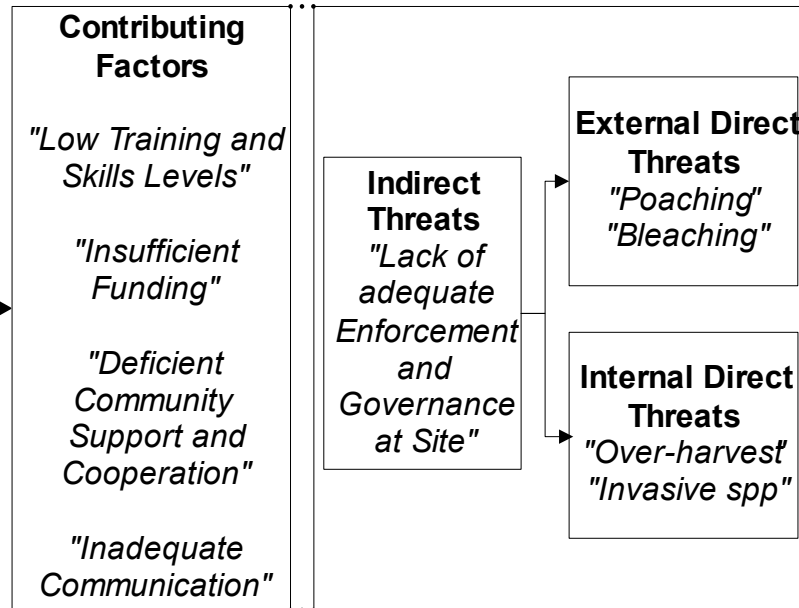 Contributing
Factors
"Low Training and
Skills Levels"
"Insufficient
Funding"
"Deficient
Community
Support and
Cooperation"
"Inadequate
Communication"
Indirect
Threats
"Lack of
adequate
Enforcement
and
Governance
at Site"
External Direct
Threats
"Poaching"
"Bleaching"
Internal Direct
Threats
"Over-harvest"
"Invasive spp"